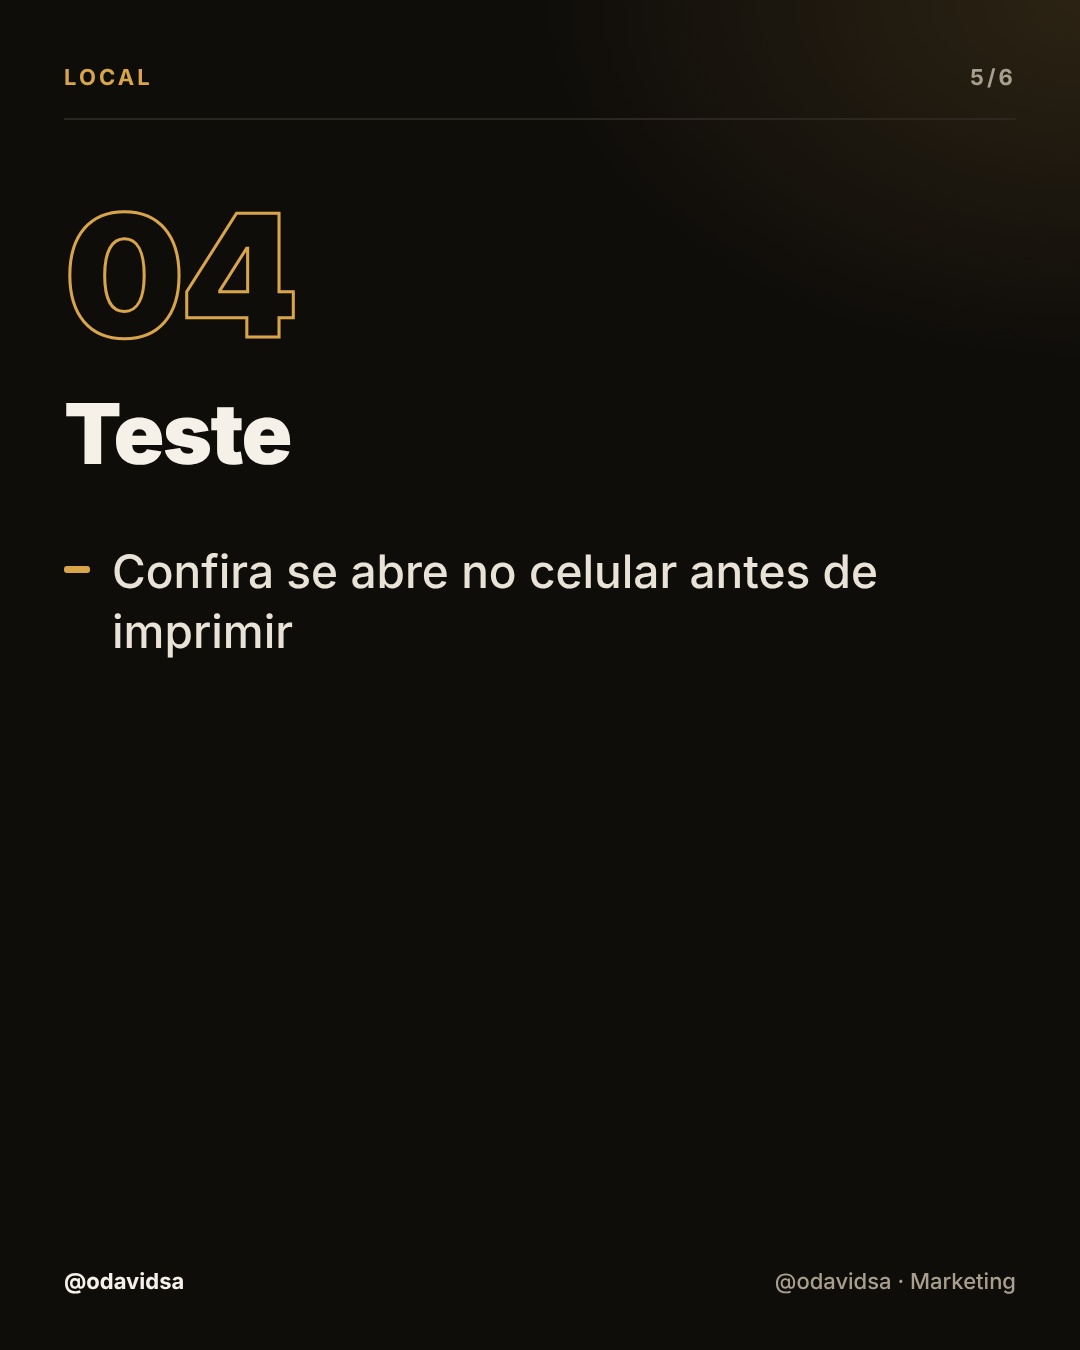 LOCAL
5/6
04
Teste
Confira se abre no celular antes de
imprimir
@odavidsa
@odavidsa · Marketing